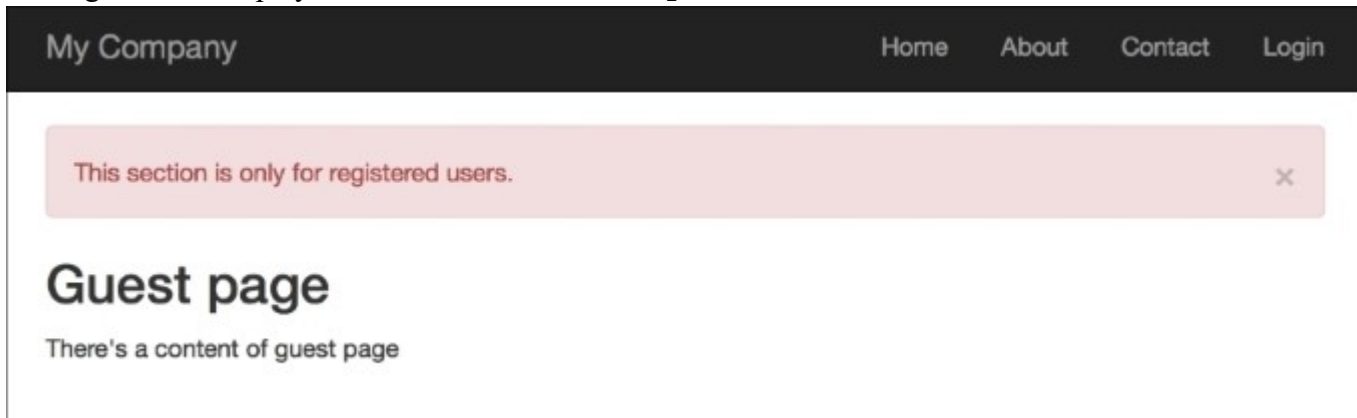 My Company Home About Contact Login
This section is only for registered users. ×
Guest page
There's a content of guest page